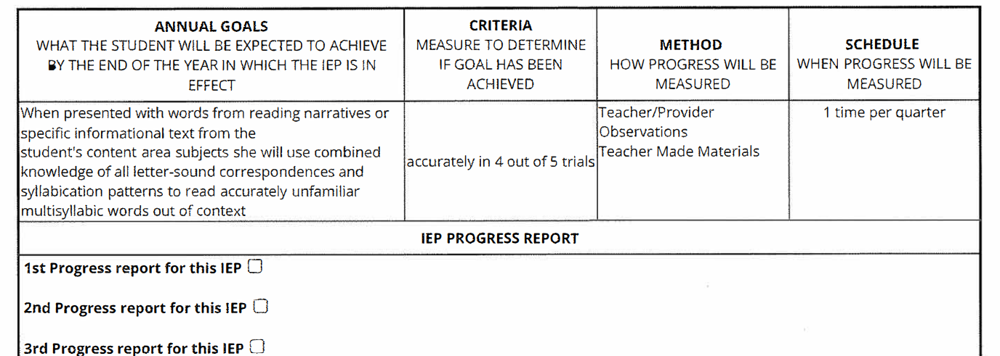 ANNUAL GOALS
WHAT THE STUDENT WILL BE EXPECTED TO ACHIEVE
BY THE END OF THE YEAR IN WHICH THE IEP IS IN
EFFECT
CRITERIA
MEASURE TO DETERMINE
IF GOAL HAS BEEN
ACHIEVED
METHOD
HOW PROGRESS WILL BE
MEASURED
SCHEDULE
WHEN PROGRESS WILL BE
MEASURED
When presented with words from reading narratives or
specific informational text from the
student's content area subjects she will use combined
knowledge of all letter-sound correspondences and
syllabication patterns to read accurately unfamiliar
multisyllabic words out of context
accurately in 4 out of 5 trials
Teacher/Provider
Observations
Teacher Made Materials
1 time per quarter
IEP PROGRESS REPORT
1st Progress report for this IEP
2nd Progress report for this IEP
3rd Progress report for this IEP